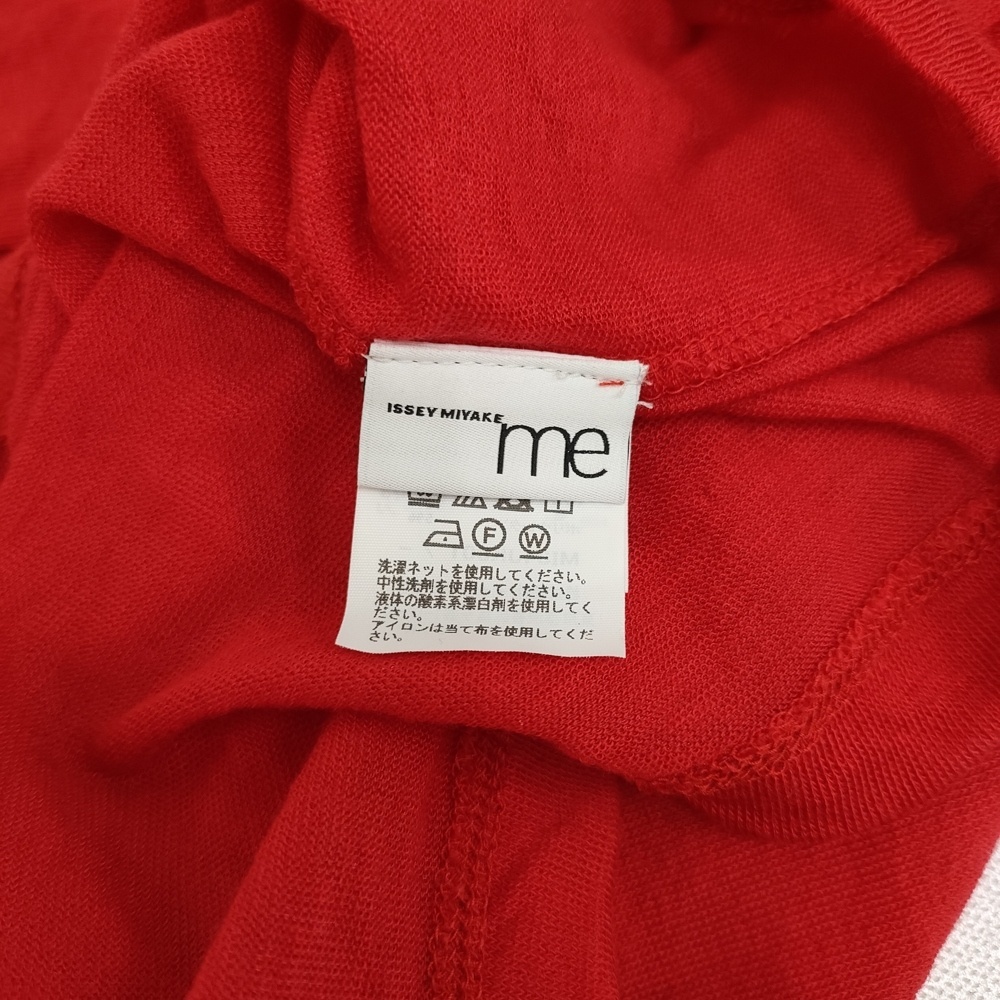 ISSEY MIYAKE
me
F W
洗濯ネットを使用してください。
中性洗剤を使用してください。
液体の酸素系漂白剤を使用してく
ださい。
アイロンは当て布を使用してくだ
さい。